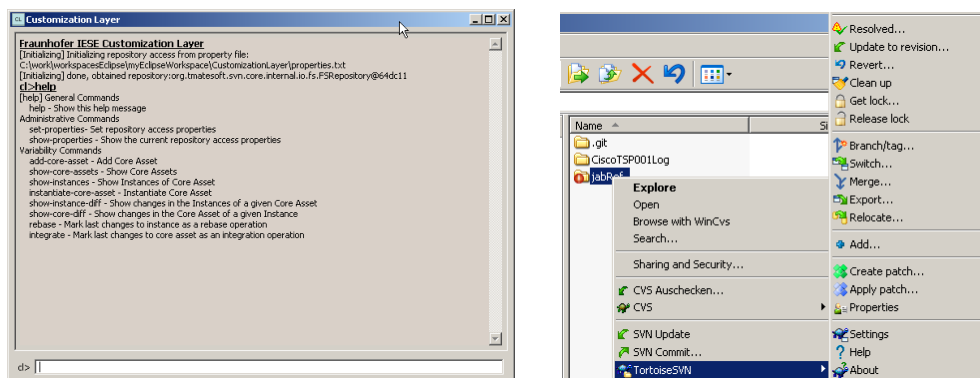 Customization Layer
Fraunhofer IESE Customization Layer
[Initializing] Initializing repository access from property file:
C:\work\workspacesEclipse\myEclipseWorkspace\CustomizationLayer\properties.txt
[Initializing] done, obtained repository:org.tmatesoft.svn.core.internal.io.fs.FSRepository@64dc11
cl>help
[help] General Commands
help - Show this help message
Administrative Commands
set-properties- Set repository access properties
show-properties - Show the current repository access properties
Variability Commands
add-core-asset - Add Core Asset
show-core-assets - Show Core Assets
show-instances - Show Instances of Core Asset
instantiate-core-asset - Instantiate Core Asset
show-instance-diff - Show changes in the Instances of a given Core Asset
show-core-diff - Show changes in the Core Asset of a given Instance
rebase - Mark last changes to instance as a rebase operation
integrate - Mark last changes to core asset as an integration operation
cl>
Name
Si
.git
CiscoTSP001Log
jabRef
Explore
Open
Browse with WinCvs
Search...
Sharing and Security...
CVS Auschecken...
CVS
SVN Update
SVN Commit...
TortoiseSVN
Resolved...
Update to revision...
Revert...
Clean up
Get lock...
Release lock
Branch/tag...
Switch...
Merge...
Export...
Relocate...
Add...
Create patch...
Apply patch...
Properties
Settings
Help
About